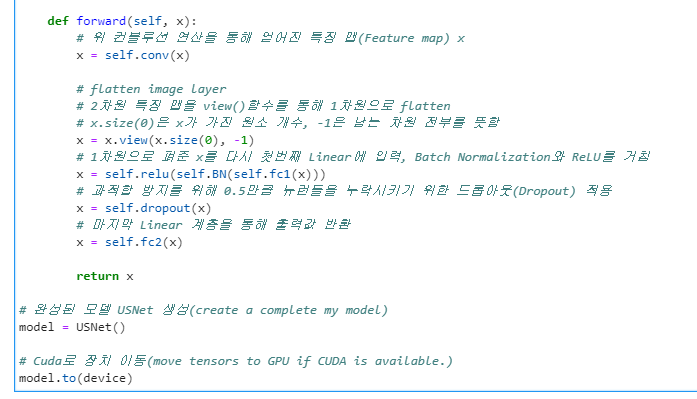 def forward(self, x):
# 위 컨볼루션 연산을 통해 얻어진 특징 맵(Feature map) x
x = self.conv(x)
# flatten image layer
# 2차원 특징 맵을 view()함수를 통해 1차원으로 flatten
# x.size(0)은 x가 가진 원소 개수, -1은 남는 차원 전부를 뜻함
x = x.view(x.size(0), -1)
# 1차원으로 펴준 x를 다시 첫번째 Linear에 입력, Batch Normalization와 ReLU를 거침
x = self.relu(self.BN(self.fc1(x)))
# 과적합 방지를 위해 0.5만큼 뉴런들을 누락시키기 위한 드롭아웃(Dropout) 적용
x = self.dropout(x)
# 마지막 Linear 계층을 통해 출력값 반환
x = self.fc2(x)
return x
# 완성된 모델 USNet 생성(create a complete my model)
model = USNet()
# Cuda로 장치 이동(move tensors to GPU if CUDA is available.)
model.to(device)